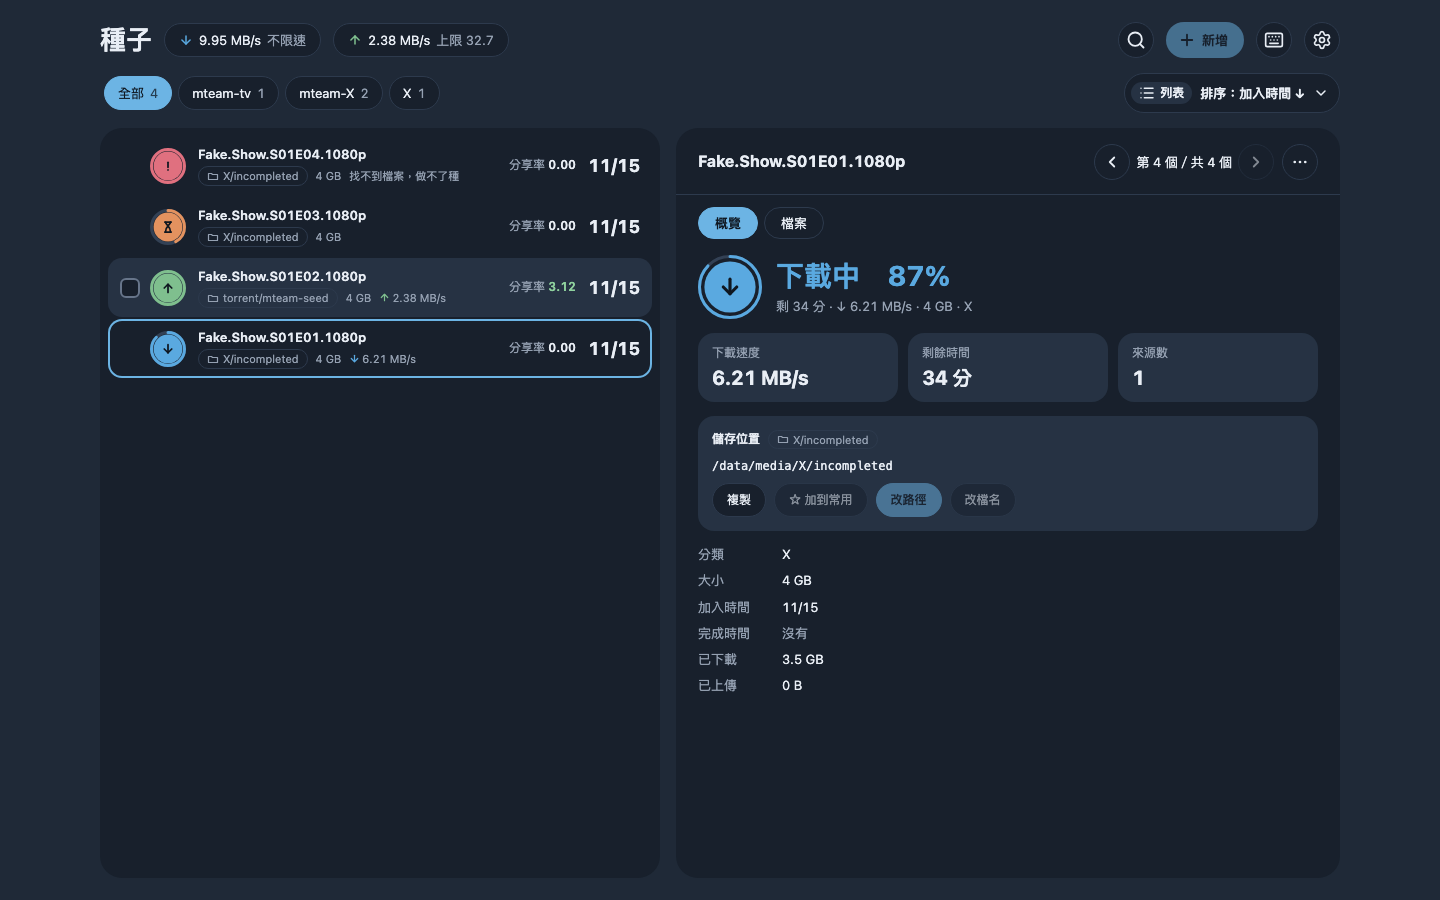 種子
9.95 MB/s 不限速
2.38 MB/s 上限 32.7
新增
全部 4
mteam-tv 1
mteam-X 2
X 1
列表
排序：加入時間
Fake.Show.S01E04.1080p
X/incompleted 4 GB 找不到檔案，做不了種
分享率 0.00 11/15
Fake.Show.S01E03.1080p
X/incompleted 4 GB
分享率 0.00 11/15
Fake.Show.S01E02.1080p
torrent/mteam-seed 4 GB 2.38 MB/s
分享率 3.12 11/15
Fake.Show.S01E01.1080p
X/incompleted 4 GB 6.21 MB/s
分享率 0.00 11/15
Fake.Show.S01E01.1080p
第 4 個 / 共 4 個
概覽
檔案
下載中 87%
剩 34 分 · ↓ 6.21 MB/s · 4 GB · X
下載速度
6.21 MB/s
剩餘時間
34 分
來源數
1
儲存位置 X/incompleted
/data/media/X/incompleted
複製
加到常用
改路徑
改檔名
分類 X
大小 4 GB
加入時間 11/15
完成時間 沒有
已下載 3.5 GB
已上傳 0 B